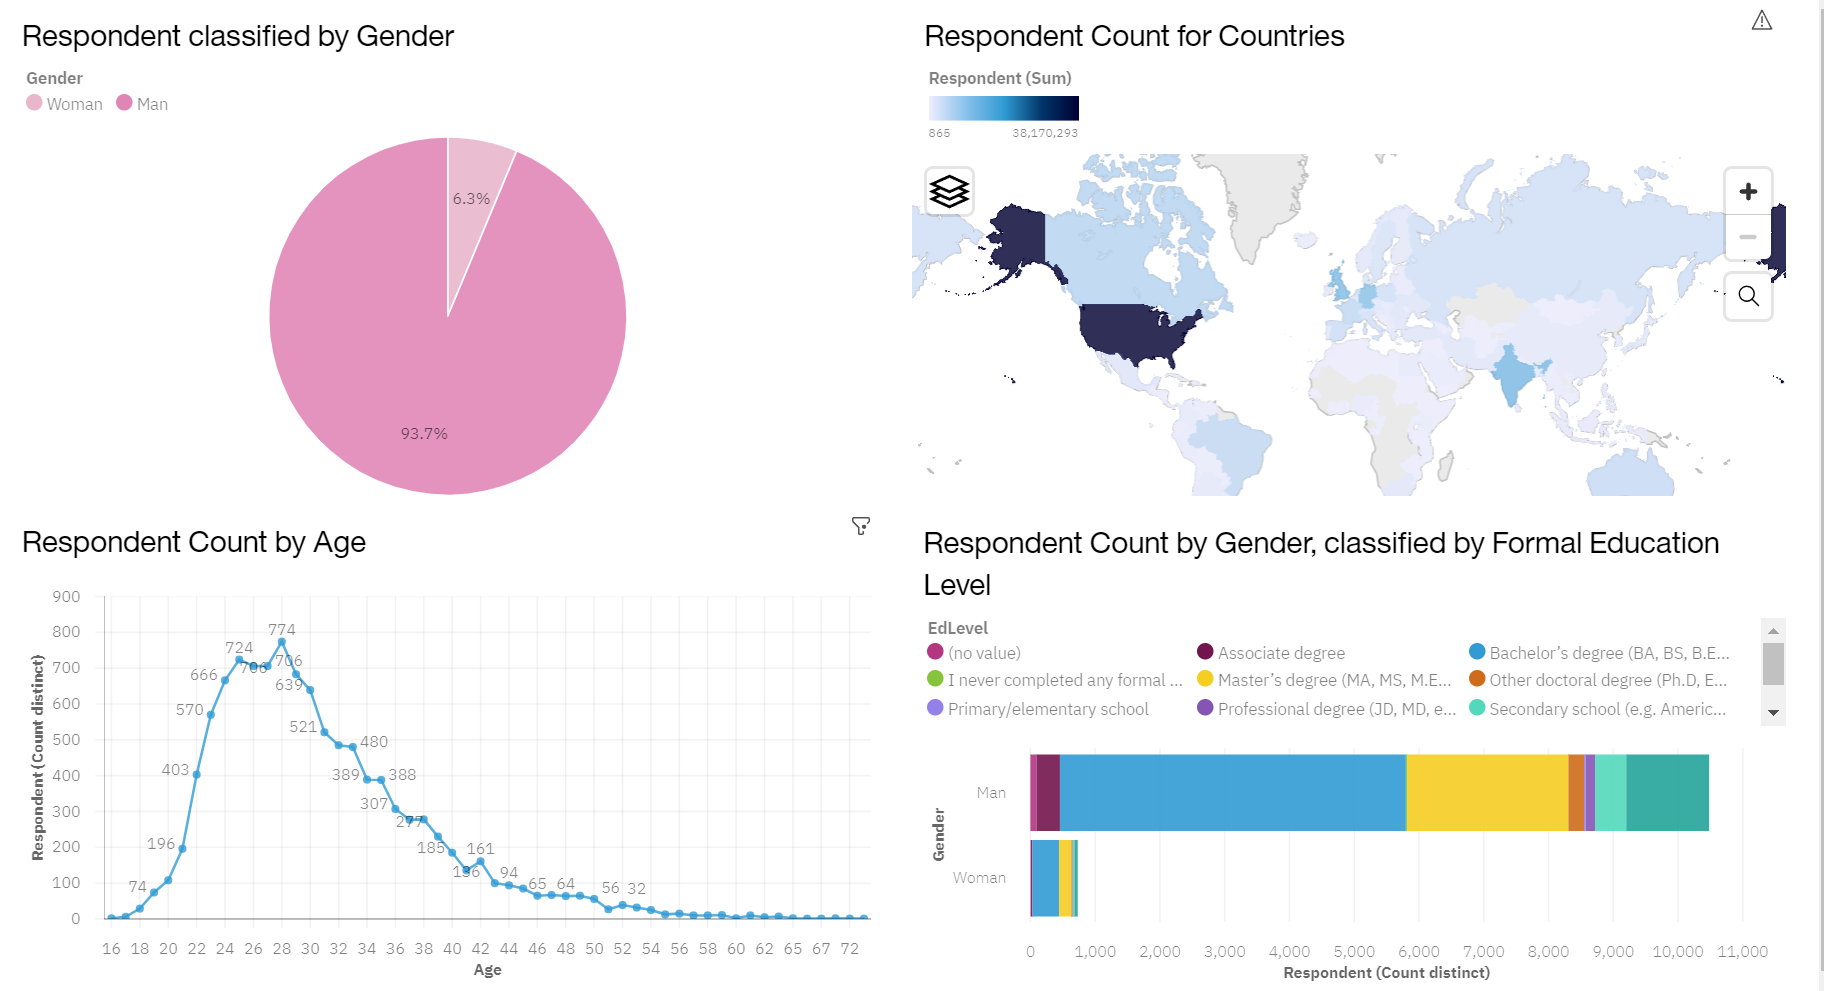 Respondent classified by Gender
Gender
Woman Man
6.3%
93.7%
Respondent Count for Countries
Respondent (Sum)
865 38,170,293
Respondent Count by Age
Respondent (Count distinct)
900
800
700
600
500
400
300
200
100
0
74
196
403
570
666
724
706
774
706
639
521
480
389
388
307
277
185
136
161
94
65
64
56
32
16 18 20 22 24 26 28 30 32 34 36 38 40 42 44 46 48 50 52 54 56 58 60 62 65 67 72
Age
Respondent Count by Gender, classified by Formal Education
Level
EdLevel
(no value) Associate degree Bachelor’s degree (BA, BS, B.E...
I never completed any formal ... Master’s degree (MA, MS, M.E... Other doctoral degree (Ph.D, E...
Primary/elementary school Professional degree (JD, MD, e... Secondary school (e.g. Americ...
Gender
Man
Woman
0 1,000 2,000 3,000 4,000 5,000 6,000 7,000 8,000 9,000 10,000 11,000
Respondent (Count distinct)